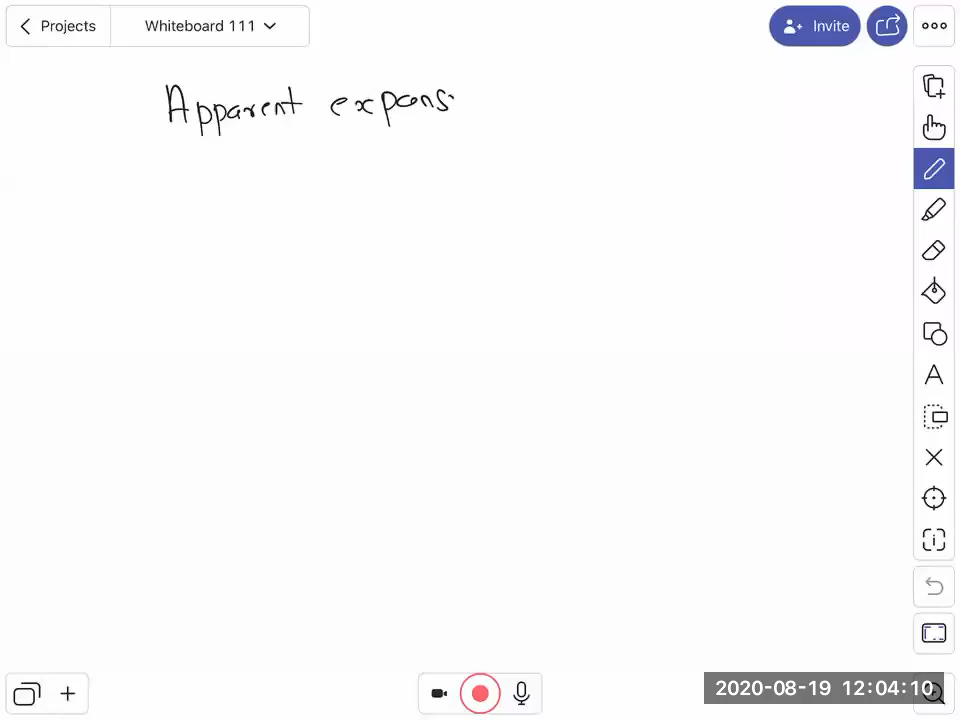 Projects
Whiteboard 111
Invite
Apparent expans
A
2020-08-19 12:04:10